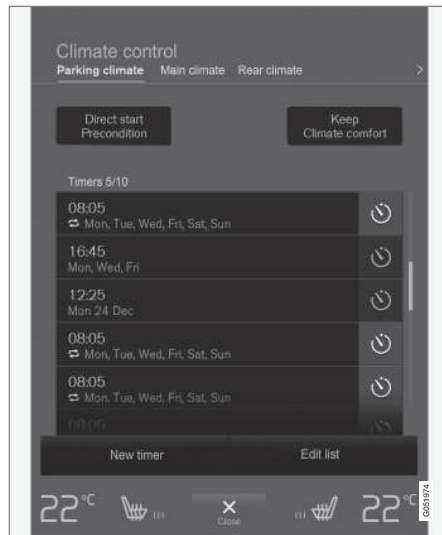 Climate control
Parking climate Main climate Rear climate >
Direct start
Precondition
Keep
Climate comfort
Timers 5/10
08:05
Mon, Tue, Wed, Fri, Sat, Sun
16:45
Mon, Wed, Fri
12:25
Mon 24 Dec
08:05
Mon, Tue, Wed, Fri, Sat, Sun
08:05
Mon, Tue, Wed, Fri, Sat, Sun
08:05
New timer Edit list
22°C 22°C
Close
G051974